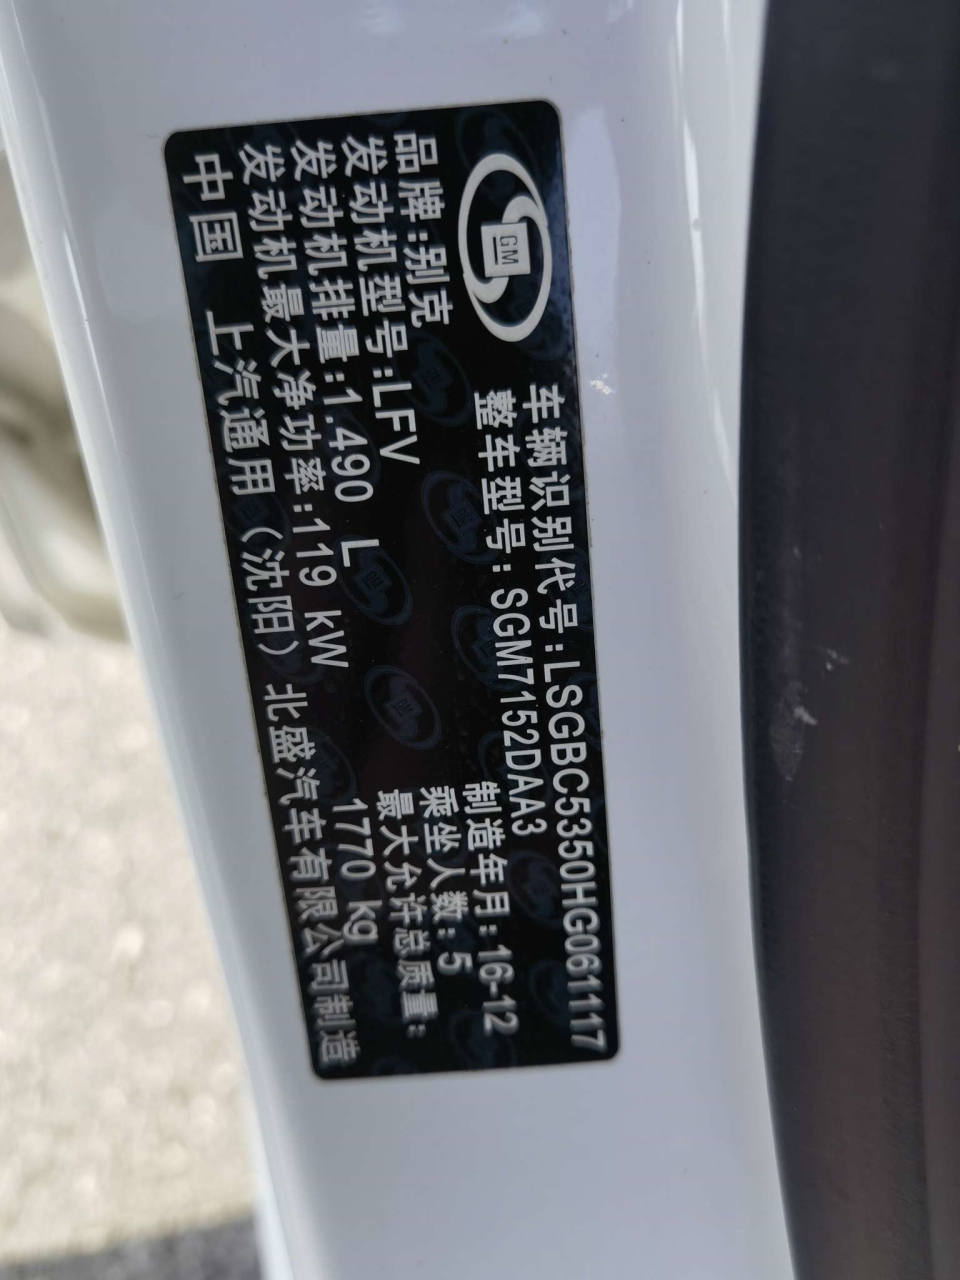 GM
车辆识别代号:LSGBC5350HG061117
整车型号:SGM7152DAA3
品牌:别克
制造年月:16-12
发动机型号:LFV
乘坐人数:5
发动机排量:1.490 L
最大允许总质量:
发动机最大净功率:119 kW
1770 kg
中国 上汽通用（沈阳）北盛汽车有限公司制造